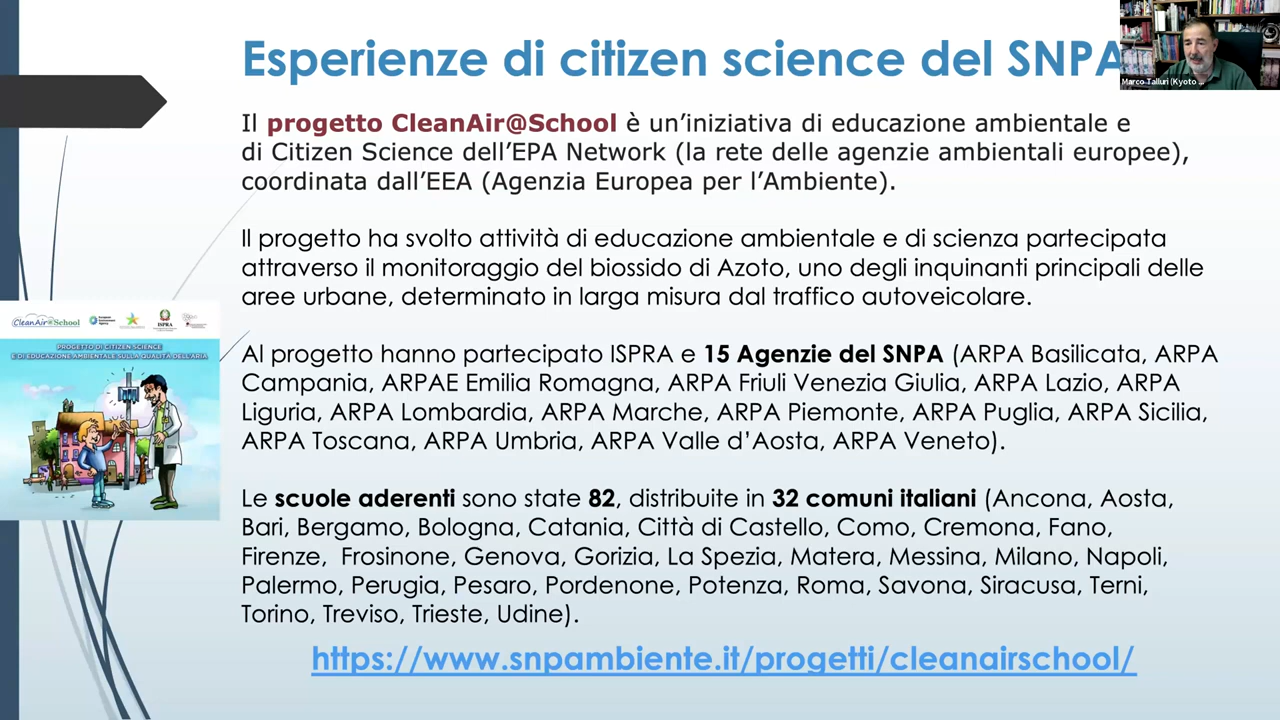 Esperienze di citizen science del SNPA
Marco Talluri (Kyoto ...
Il progetto CleanAir@School è un’iniziativa di educazione ambientale e
di Citizen Science dell’EPA Network (la rete delle agenzie ambientali europee),
coordinata dall’EEA (Agenzia Europea per l’Ambiente).
Il progetto ha svolto attività di educazione ambientale e di scienza partecipata
attraverso il monitoraggio del biossido di Azoto, uno degli inquinanti principali delle
aree urbane, determinato in larga misura dal traffico autoveicolare.
CleanAir@School
European Environment Agency
ISPRA
PROGETTO DI CITIZEN SCIENCE
E DI EDUCAZIONE AMBIENTALE SULLA QUALITÀ DELL'ARIA
Al progetto hanno partecipato ISPRA e 15 Agenzie del SNPA (ARPA Basilicata, ARPA
Campania, ARPAE Emilia Romagna, ARPA Friuli Venezia Giulia, ARPA Lazio, ARPA
Liguria, ARPA Lombardia, ARPA Marche, ARPA Piemonte, ARPA Puglia, ARPA Sicilia,
ARPA Toscana, ARPA Umbria, ARPA Valle d’Aosta, ARPA Veneto).
Le scuole aderenti sono state 82, distribuite in 32 comuni italiani (Ancona, Aosta,
Bari, Bergamo, Bologna, Catania, Città di Castello, Como, Cremona, Fano,
Firenze, Frosinone, Genova, Gorizia, La Spezia, Matera, Messina, Milano, Napoli,
Palermo, Perugia, Pesaro, Pordenone, Potenza, Roma, Savona, Siracusa, Terni,
Torino, Treviso, Trieste, Udine).
https://www.snpambiente.it/progetti/cleanairschool/